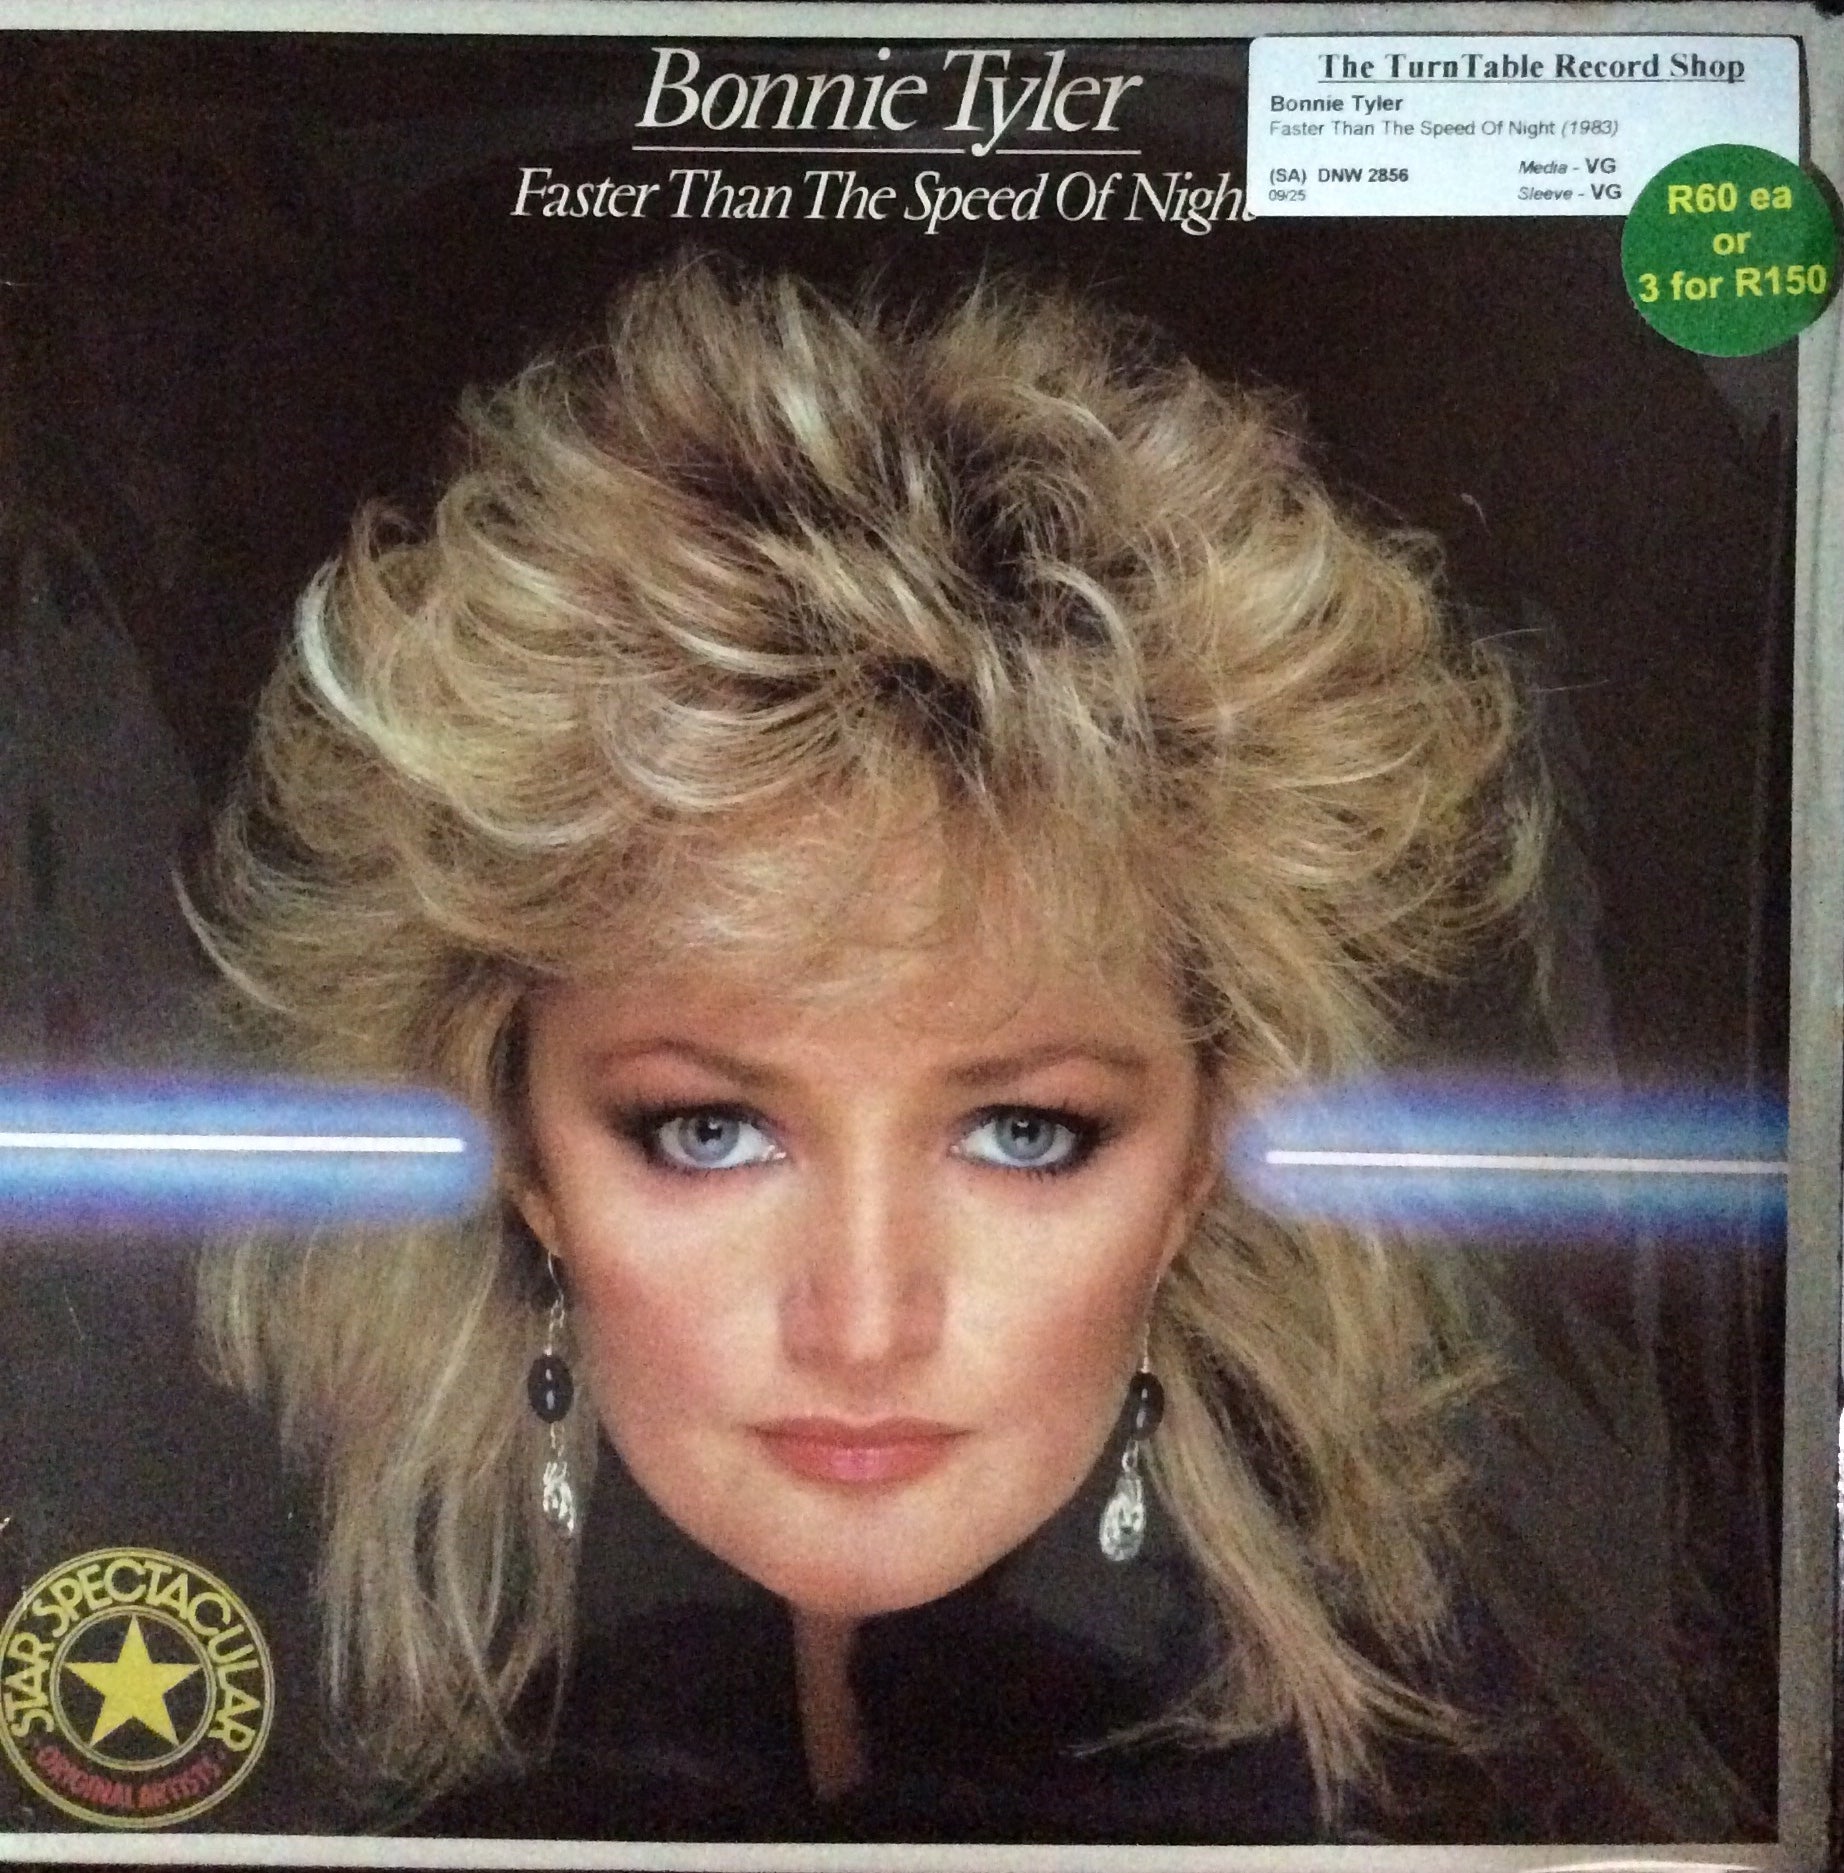 Bonnie Tyler
Faster Than The Speed Of Nigh
The TurnTable Record Shop
Bonnie Tyler
Faster Than The Speed Of Night (1983)
(SA) DNW 2856
Media - VG
09/25
Sleeve - VG
R60 ea
or
3 for R150
STAR SPECTACULAR
ORIGINAL ARTISTS